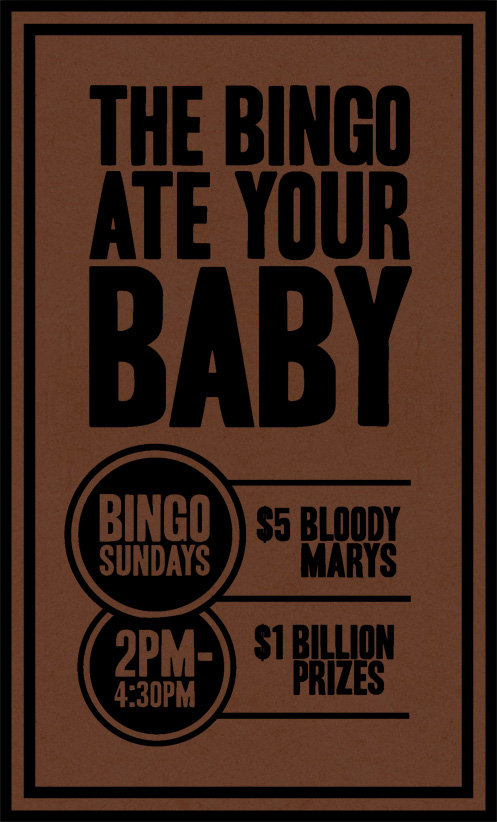 THE BINGO
ATE YOUR
BABY
BINGO
SUNDAYS
$5 BLOODY
MARYS
2PM-
4:30PM
$1 BILLION
PRIZES